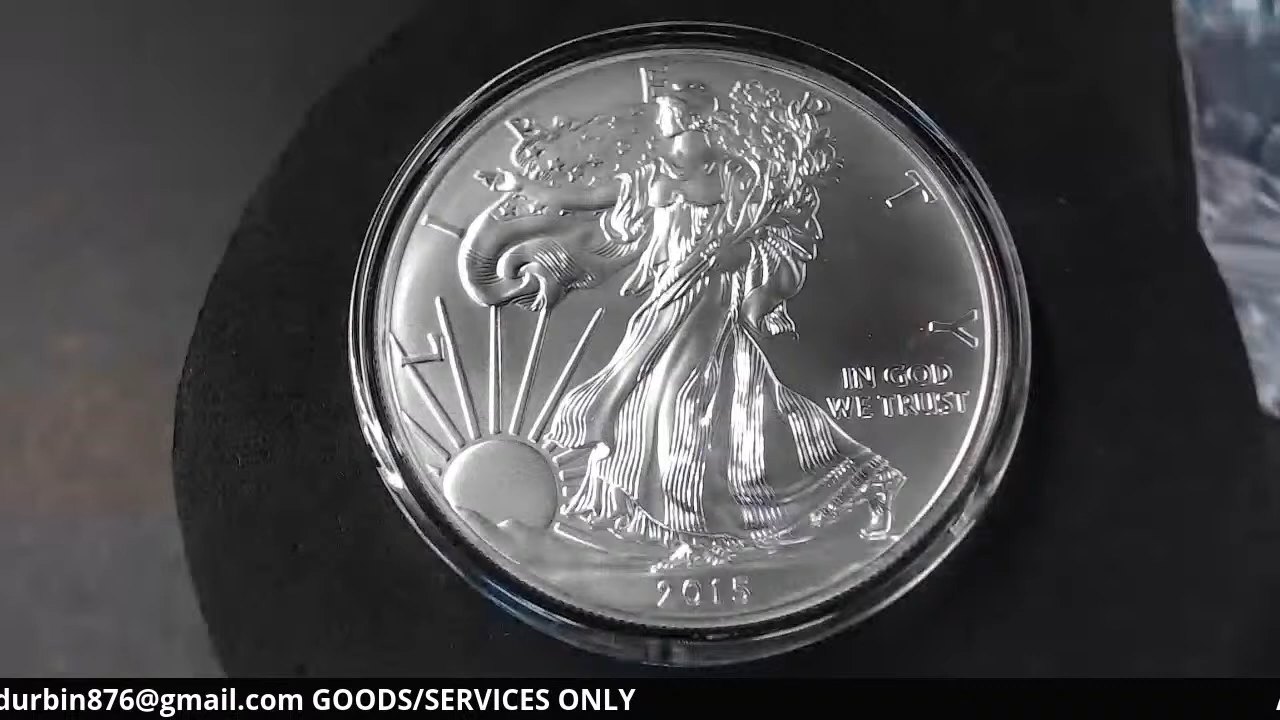 LIBERTY
IN GOD
WE TRUST
2015
durbin876@gmail.com GOODS/SERVICES ONLY